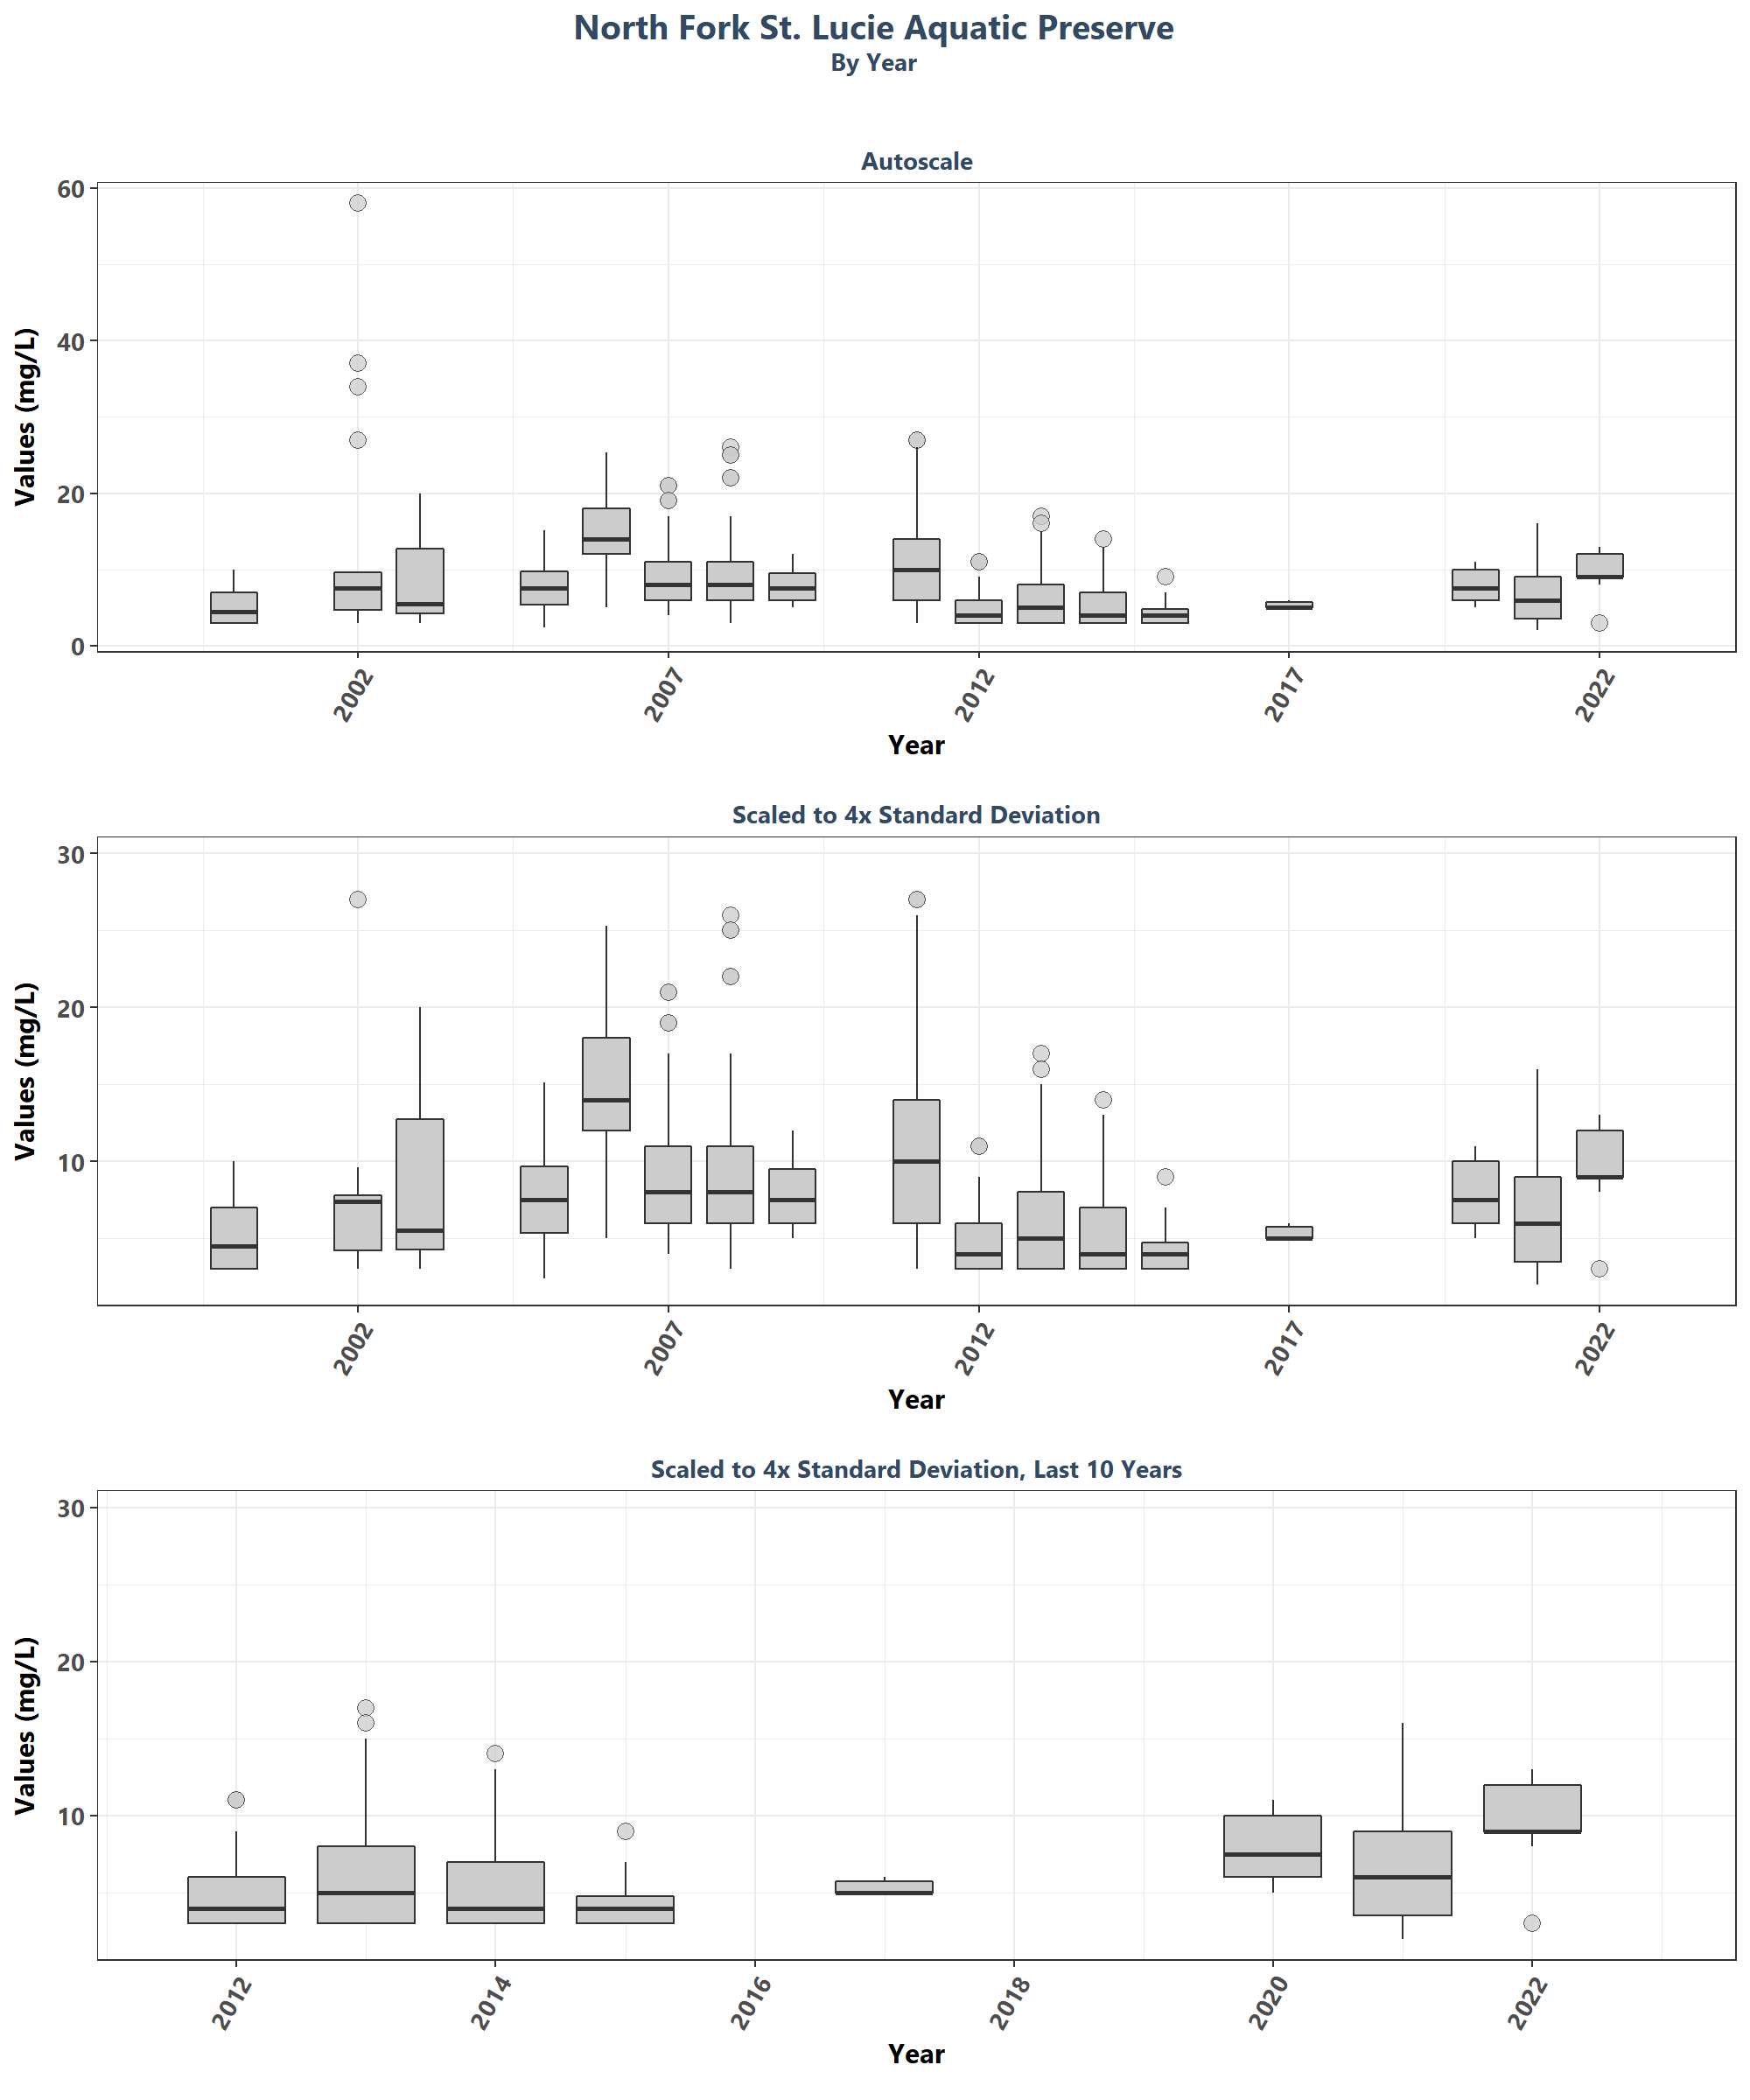 North Fork St. Lucie Aquatic Preserve
By Year
Autoscale
Values (mg/L)
60
40
20
0
2002
2007
2012
2017
2022
Year
Scaled to 4x Standard Deviation
Values (mg/L)
30
20
10
2002
2007
2012
2017
2022
Year
Scaled to 4x Standard Deviation, Last 10 Years
Values (mg/L)
30
20
10
2012
2014
2016
2018
2020
2022
Year